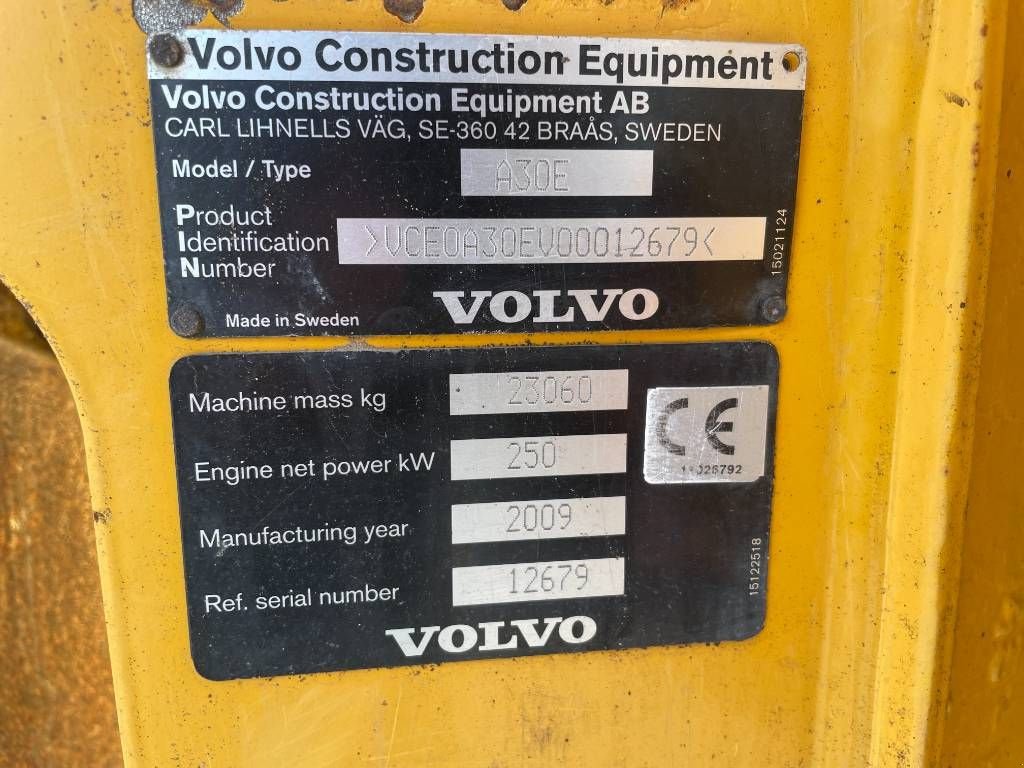 Volvo Construction Equipment
Volvo Construction Equipment AB
CARL LIHNELLS VÄG, SE-360 42 BRAÅS, SWEDEN
Model / Type A30E
Product
Identification >VCE0A30EV00012679<
Number
15021124
Made in Sweden VOLVO
Machine mass kg 23060
CE
Engine net power kW 250
11026792
Manufacturing year 2009
Ref. serial number 12679
15122518
VOLVO